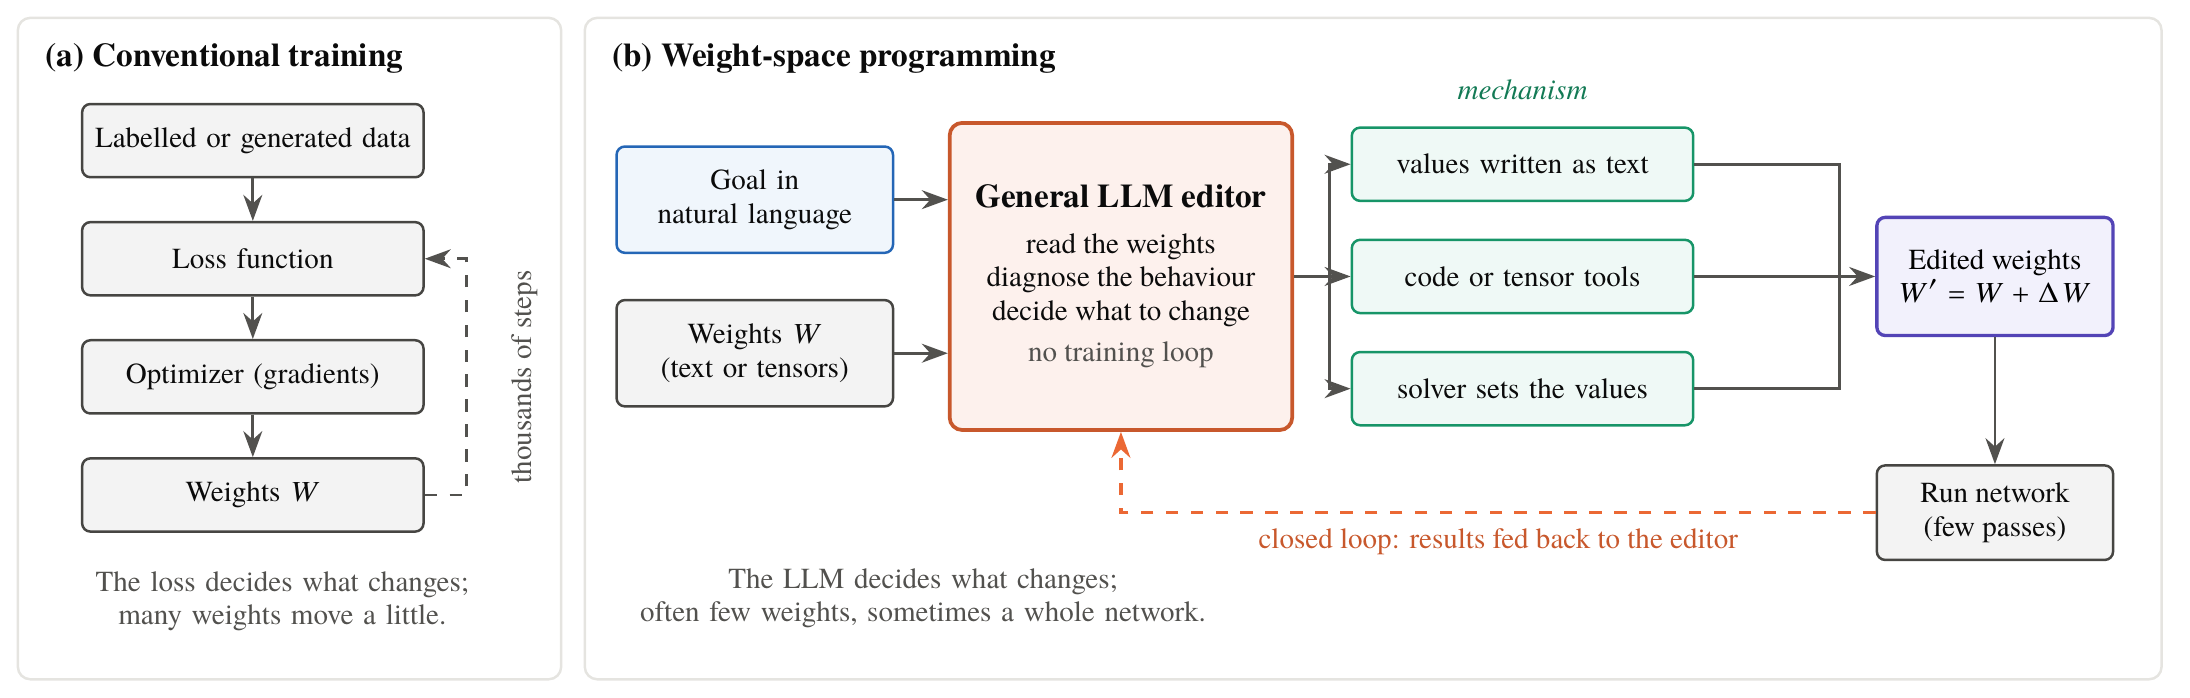 (a) Conventional training
Labelled or generated data
Loss function
Optimizer (gradients)
Weights W
thousands of steps
The loss decides what changes;
many weights move a little.
(b) Weight-space programming
Goal in
natural language
Weights W
(text or tensors)
General LLM editor
read the weights
diagnose the behaviour
decide what to change
no training loop
mechanism
values written as text
code or tensor tools
solver sets the values
Edited weights
W′ = W + ΔW
Run network
(few passes)
closed loop: results fed back to the editor
The LLM decides what changes;
often few weights, sometimes a whole network.